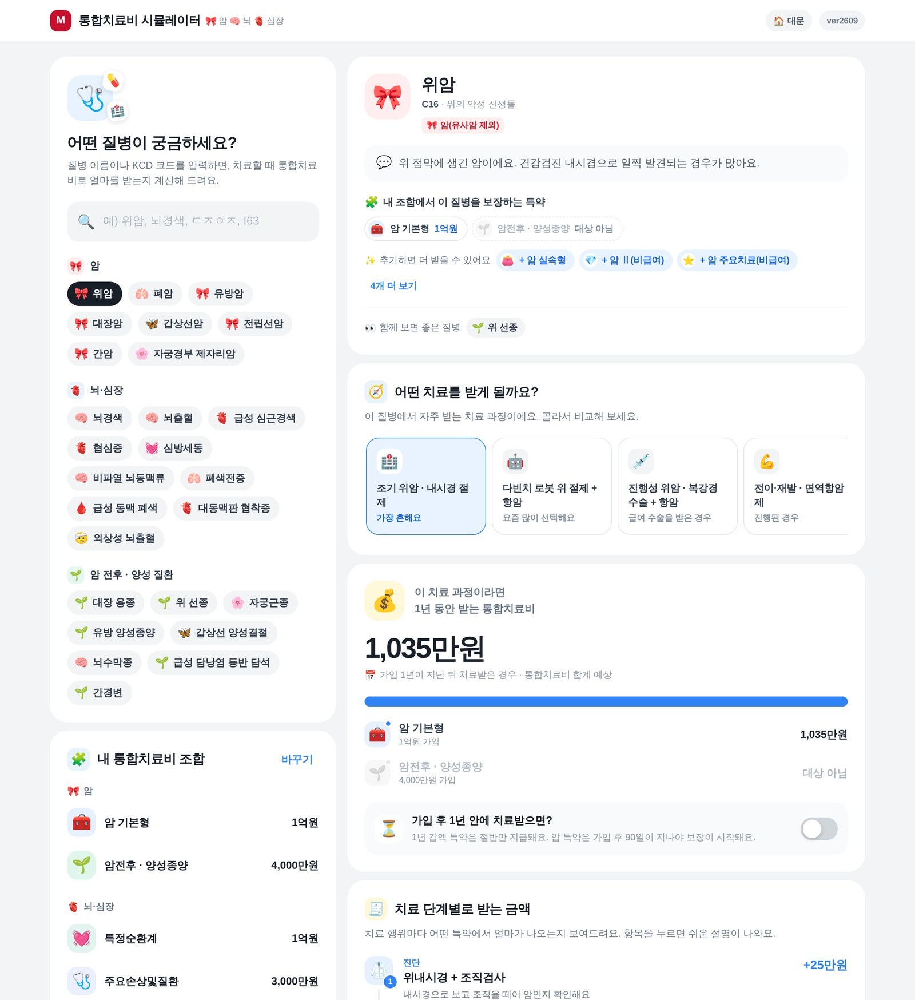 M 통합치료비 시뮬레이터 암 뇌 심장
대문
ver2609
어떤 질병이 궁금하세요?
질병 이름이나 KCD 코드를 입력하면, 치료할 때 통합치료
비로 얼마를 받는지 계산해 드려요.
예) 위암, 뇌경색, ㄷㅈㅇㅈ, I63
암
위암 폐암 유방암
대장암 갑상선암 전립선암
간암 자궁경부 제자리암
뇌·심장
뇌경색 뇌출혈 급성 심근경색
협심증 심방세동
비파열 뇌동맥류 폐색전증
급성 동맥 폐색 대동맥판 협착증
외상성 뇌출혈
암 전후 · 양성 질환
대장 용종 위 선종 자궁근종
유방 양성종양 갑상선 양성결절
뇌수막종 급성 담낭염 동반 담석
간경변
내 통합치료비 조합 바꾸기
암
암 기본형 1억원
암전후 · 양성종양 4,000만원
뇌·심장
특정순환계 1억원
주요손상및질환 3,000만원
위암
C16 · 위의 악성 신생물
암(유사암 제외)
위 점막에 생긴 암이에요. 건강검진 내시경으로 일찍 발견되는 경우가 많아요.
내 조합에서 이 질병을 보장하는 특약
암 기본형 1억원 암전후 · 양성종양 대상 아님
추가하면 더 받을 수 있어요 + 암 실속형 + 암 Ⅱ(비급여) + 암 주요치료(비급여)
4개 더 보기
함께 보면 좋은 질병 위 선종
어떤 치료를 받게 될까요?
이 질병에서 자주 받는 치료 과정이에요. 골라서 비교해 보세요.
조기 위암 · 내시경 절
제
가장 흔해요
다빈치 로봇 위 절제 +
항암
요즘 많이 선택해요
진행성 위암 · 복강경
수술 + 항암
급여 수술을 받은 경우
전이·재발 · 면역항암
제
진행된 경우
이 치료 과정이라면
1년 동안 받는 통합치료비
1,035만원
가입 1년이 지난 뒤 치료받은 경우 · 통합치료비 합계 예상
암 기본형 1,035만원
1억원 가입
암전후 · 양성종양 대상 아님
4,000만원 가입
가입 후 1년 안에 치료받으면?
1년 감액 특약은 절반만 지급돼요. 암 특약은 가입 후 90일이 지나야 보장이 시작돼요.
치료 단계별로 받는 금액
치료 행위마다 어떤 특약에서 얼마가 나오는지 보여드려요. 항목을 누르면 쉬운 설명이 나와요.
진단 +25만원
1 위내시경 + 조직검사
내시경으로 보고 조직을 떼어 암인지 확인해요